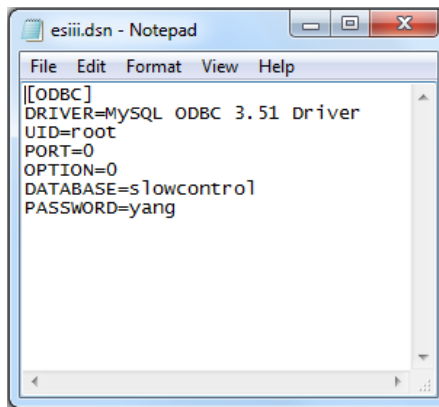 esiii.dsn - Notepad
File Edit Format View Help
[ODBC]
DRIVER=MySQL ODBC 3.51 Driver
UID=root
PORT=0
OPTION=0
DATABASE=slowcontrol
PASSWORD=yang